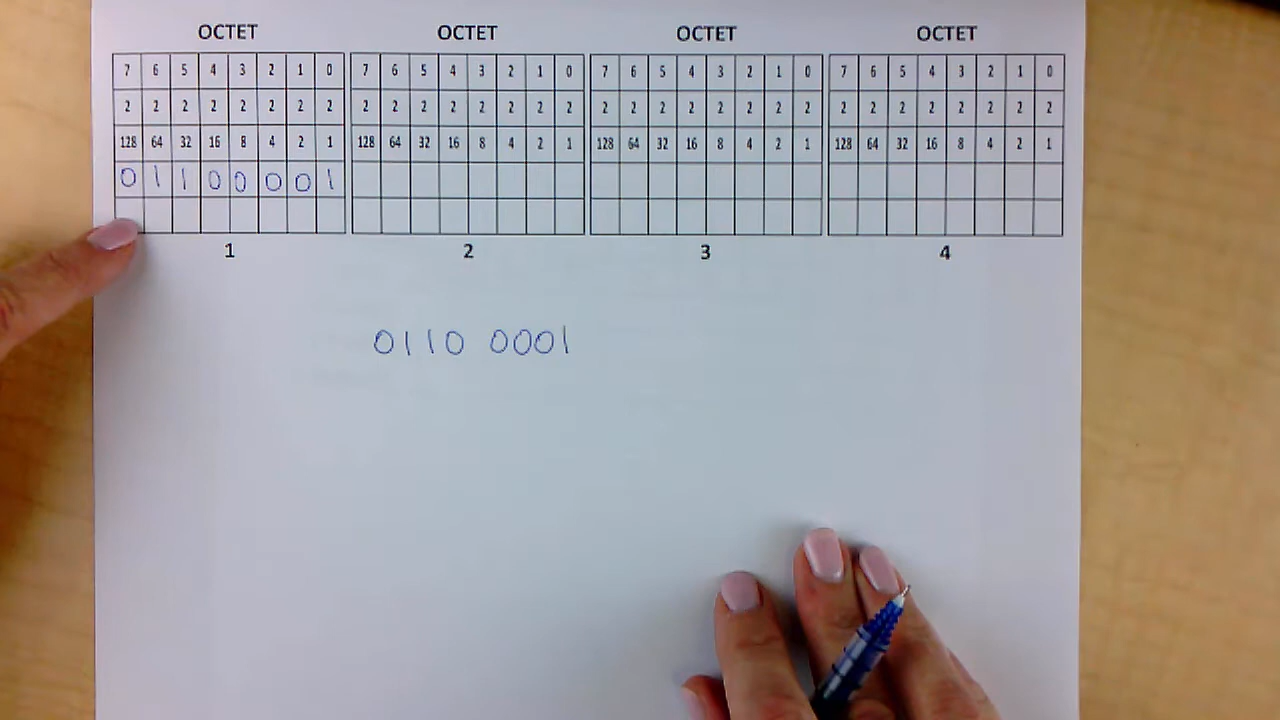 OCTET OCTET OCTET OCTET
7 6 5 4 3 2 1 0 7 6 5 4 3 2 1 0 7 6 5 4 3 2 1 0 7 6 5 4 3 2 1 0
2 2 2 2 2 2 2 2 2 2 2 2 2 2 2 2 2 2 2 2 2 2 2 2 2 2 2 2 2 2 2 2
128 64 32 16 8 4 2 1 128 64 32 16 8 4 2 1 128 64 32 16 8 4 2 1 128 64 32 16 8 4 2 1
0 1 1 0 0 0 0 1
1 2 3 4
0110 0001